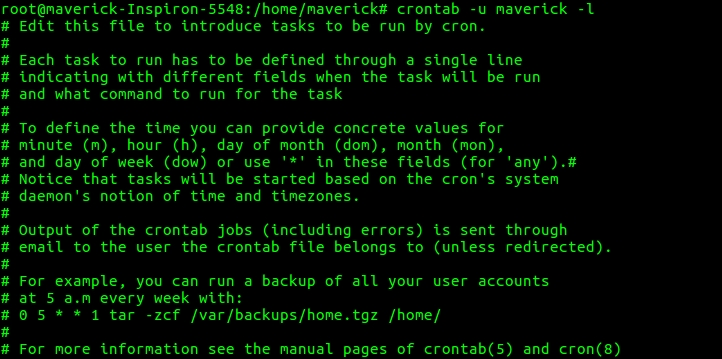 root@maverick-Inspiron-5548:/home/maverick# crontab -u maverick -l
# Edit this file to introduce tasks to be run by cron.
#
# Each task to run has to be defined through a single line
# indicating with different fields when the task will be run
# and what command to run for the task
#
# To define the time you can provide concrete values for
# minute (m), hour (h), day of month (dom), month (mon),
# and day of week (dow) or use '*' in these fields (for 'any').#
# Notice that tasks will be started based on the cron's system
# daemon's notion of time and timezones.
#
# Output of the crontab jobs (including errors) is sent through
# email to the user the crontab file belongs to (unless redirected).
#
# For example, you can run a backup of all your user accounts
# at 5 a.m every week with:
# 0 5 * * 1 tar -zcf /var/backups/home.tgz /home/
#
# For more information see the manual pages of crontab(5) and cron(8)